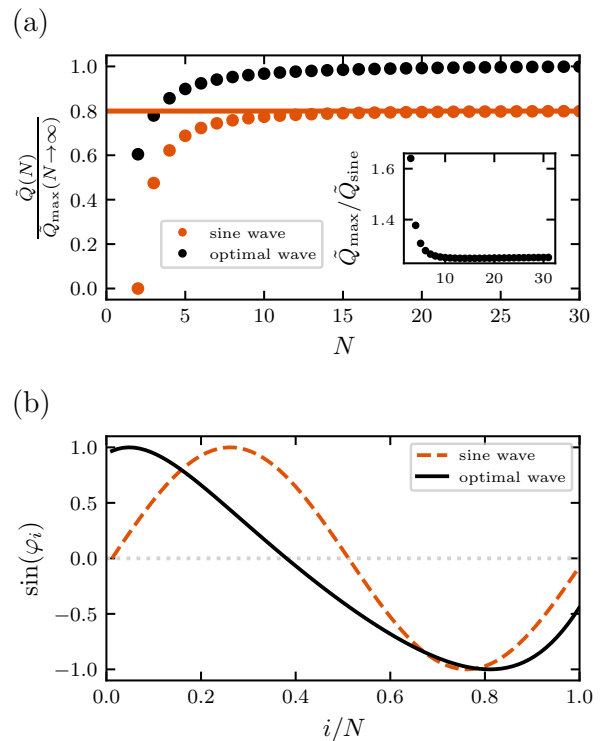 (a)
Q̃(N) / Q̃max(N→∞)
1.0
0.8
0.6
0.4
0.2
0.0
sine wave
optimal wave
Q̃max/Q̃sine
1.6
1.4
10 20 30
0 5 10 15 20 25 30
N
(b)
sin(φi)
1.0
0.5
0.0
−0.5
−1.0
sine wave
optimal wave
0.0 0.2 0.4 0.6 0.8 1.0
i/N